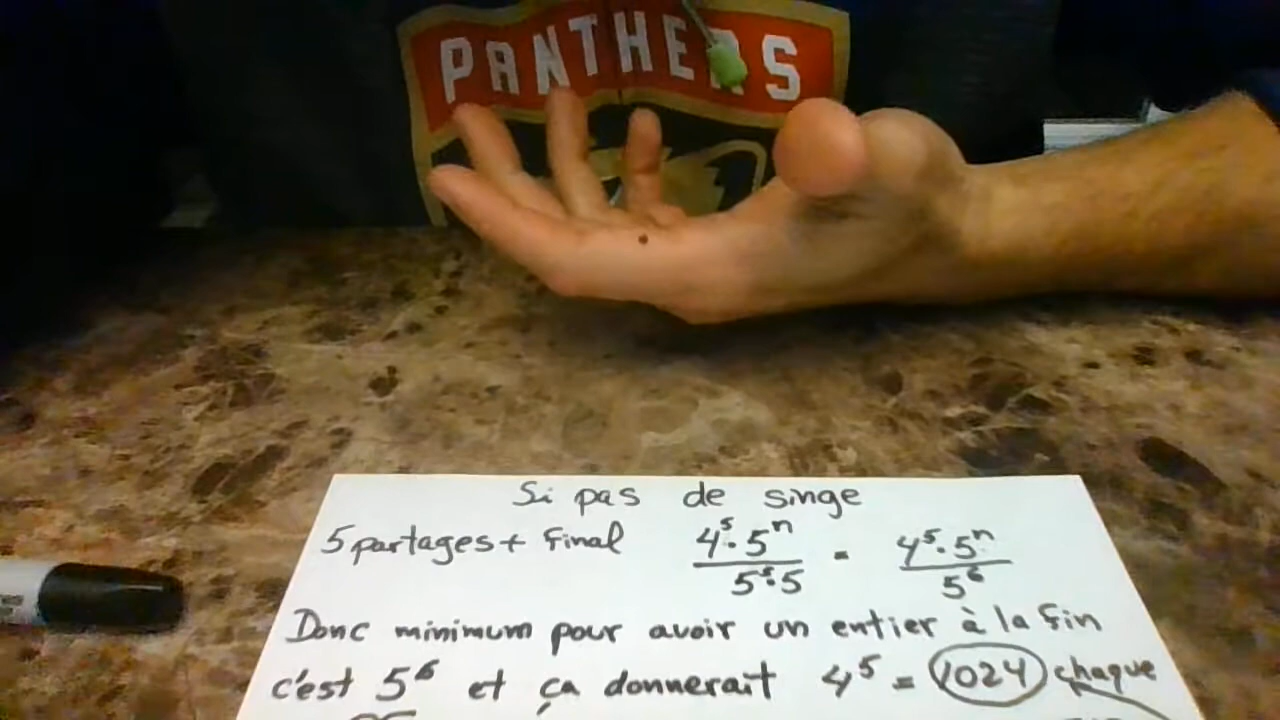 PANTHERS
Si pas de singe
5 partages + Final 4⁵·5ⁿ/5⁵·5 = 4⁵·5ⁿ/5⁶
Donc minimum pour avoir un entier à la fin
c'est 5⁶ et ça donnerait 4⁵ = 1024 chaque